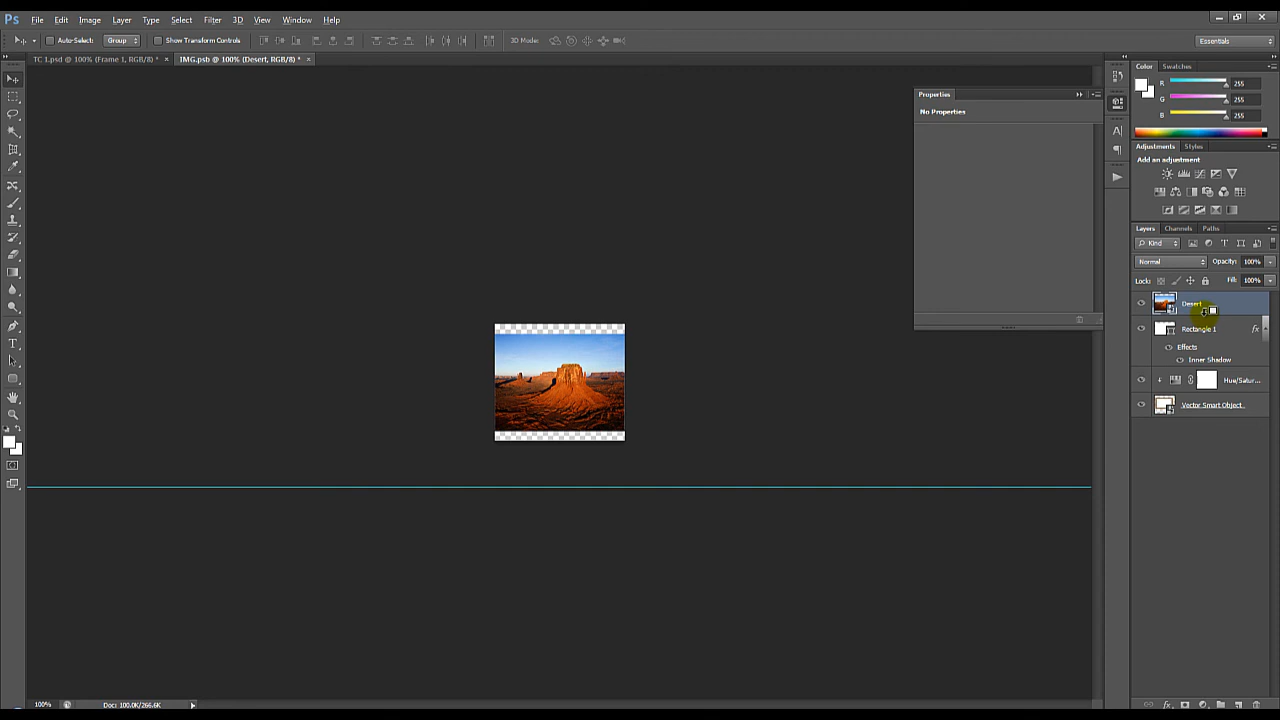 Ps File Edit Image Layer Type Select Filter 3D View Window Help
Auto-Select: Group Show Transform Controls 3D Mode: Essentials
TC 1.psd @ 100% (Frame 1, RGB/8) * × IMG.psb @ 100% (Desert, RGB/8) * ×
Color Swatches
R 255
G 255
B 255
Properties
No Properties
Adjustments Styles
Add an adjustment
Layers Channels Paths
Kind
Normal Opacity: 100%
Lock: Fill: 100%
Desert
Rectangle 1 fx
Effects
Inner Shadow
Hue/Satur...
Vector Smart Object
100% Doc: 100.0K/266.6K